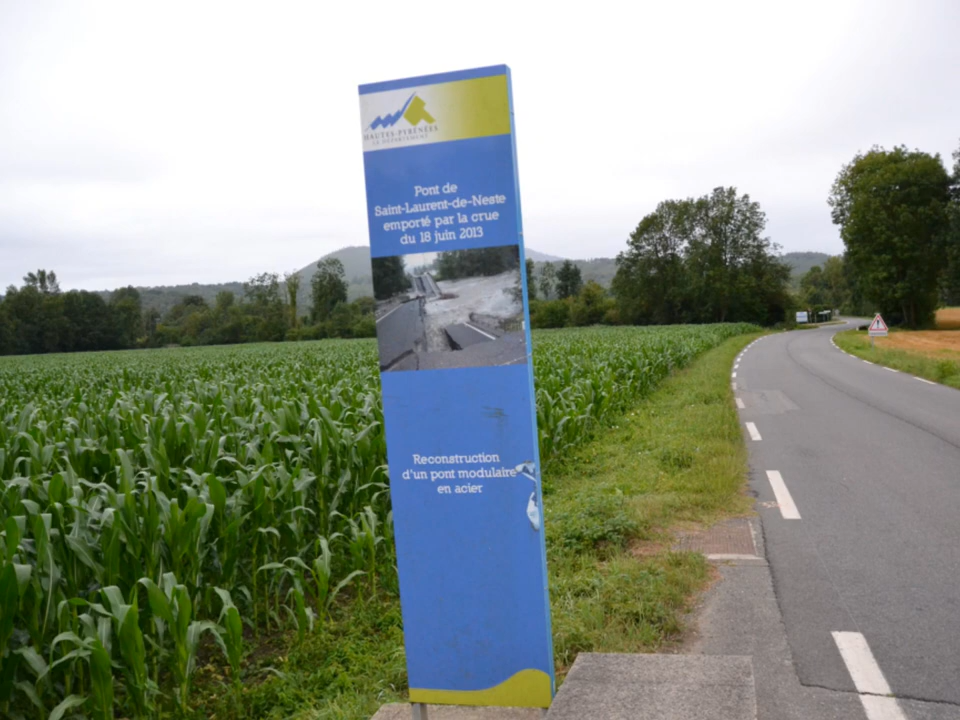 HAUTES-PYRÉNÉES
LE DÉPARTEMENT
Pont de
Saint-Laurent-de-Neste
emporté par la crue
du 18 juin 2013
Reconstruction
d'un pont modulaire
en acier